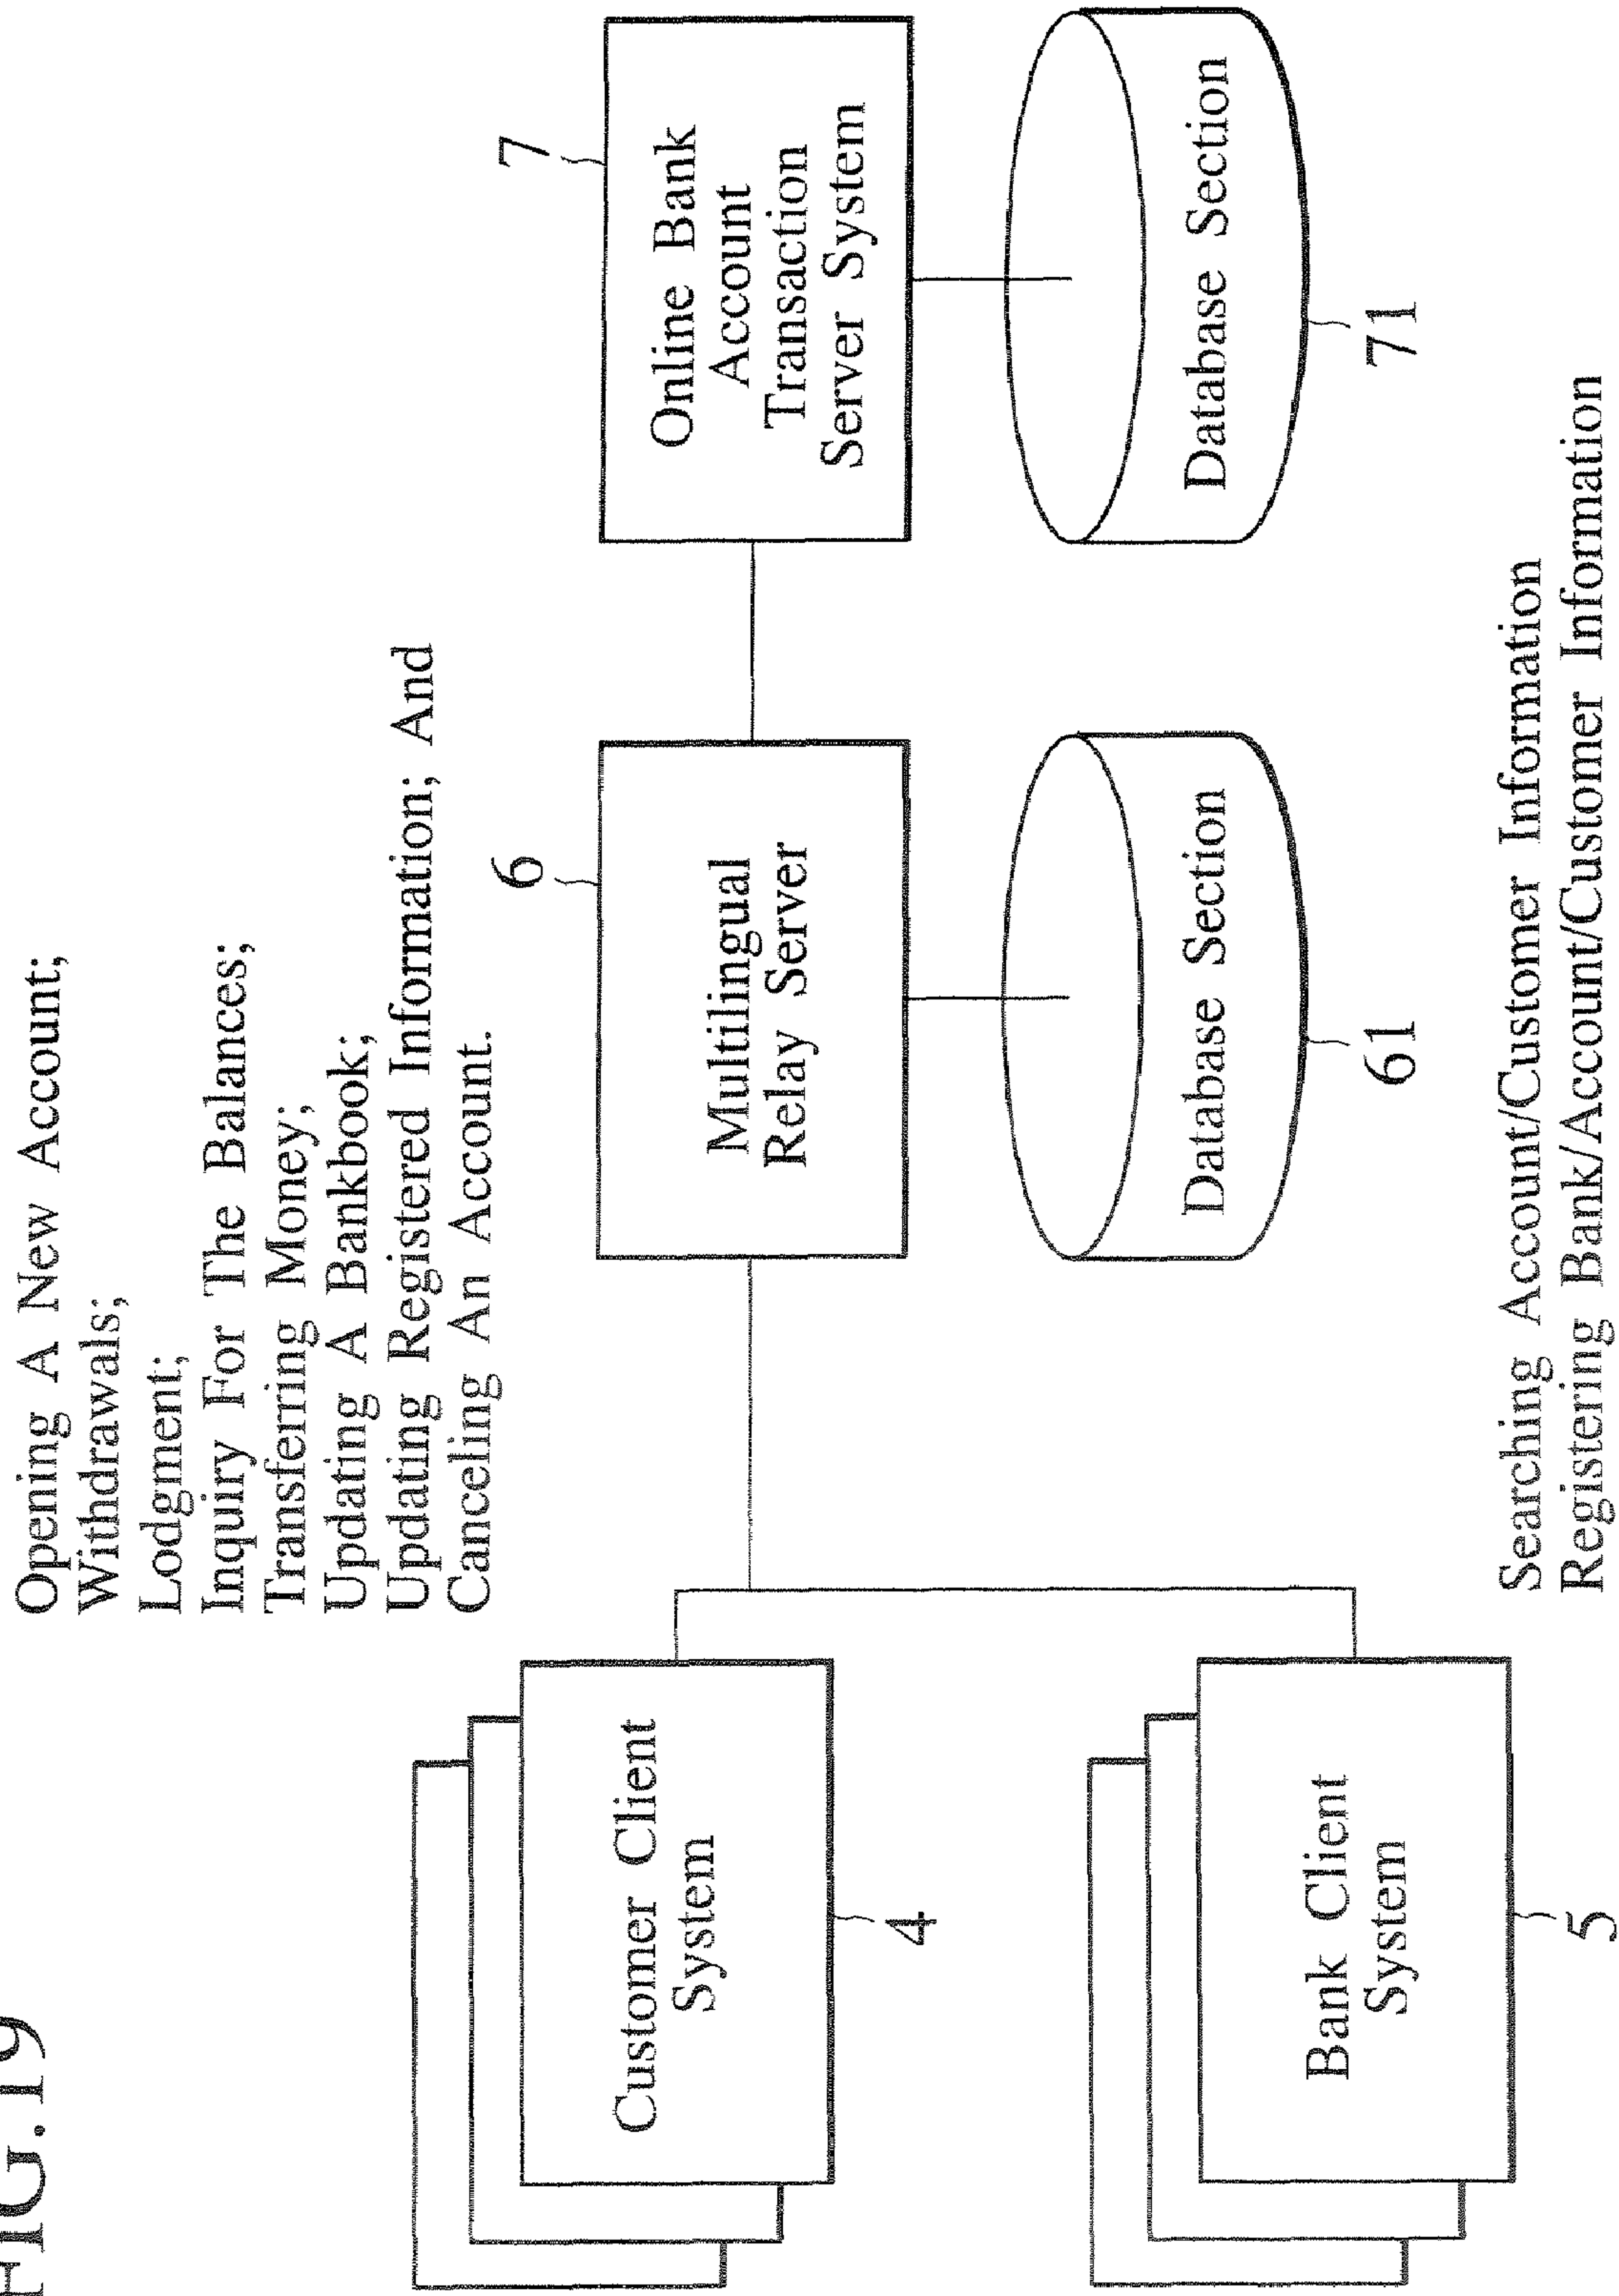 FIG.19
Opening A New Account;
Withdrawals;
Lodgment;
Inquiry For The Balances;
Transferring Money;
Updating A Bankbook;
Updating Registered Information; And
Canceling An Account.
Customer Client
System
4
Bank Client
System
5
6
Multilingual
Relay Server
Database Section
61
7
Online Bank
Account
Transaction
Server System
Database Section
71
Searching Account/Customer Information
Registering Bank/Account/Customer Information